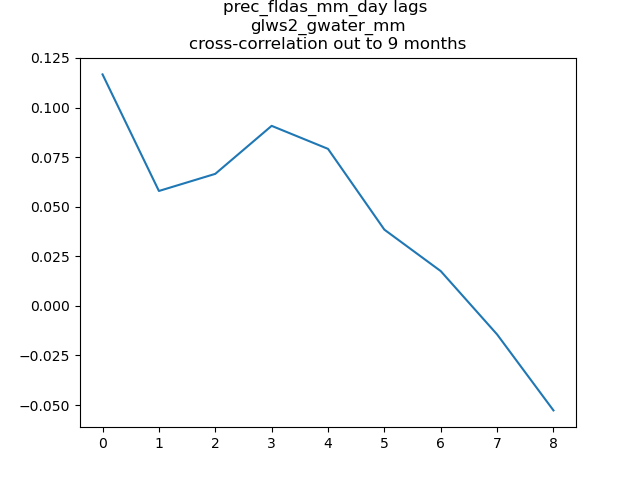 prec_fldas_mm_day lags
glws2_gwater_mm
cross-correlation out to 9 months
0.125
0.100
0.075
0.050
0.025
0.000
−0.025
−0.050
0 1 2 3 4 5 6 7 8